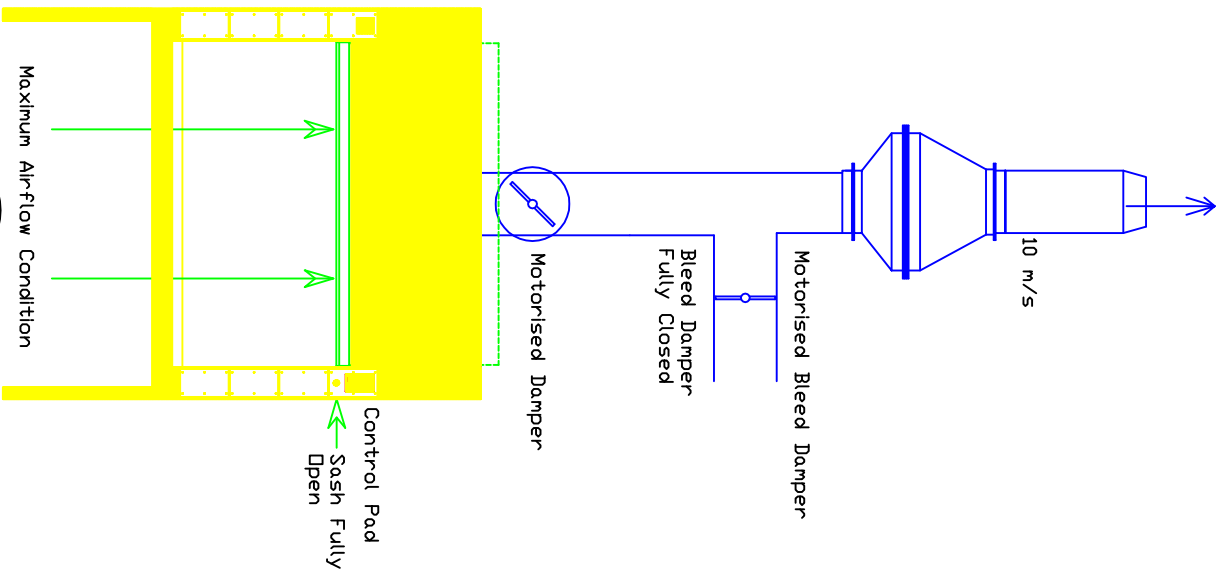 10 m/s
Motorised Bleed Damper
Bleed Damper
Fully Closed
Motorised Damper
Control Pad
Sash Fully
Open
Maximum Airflow Condition